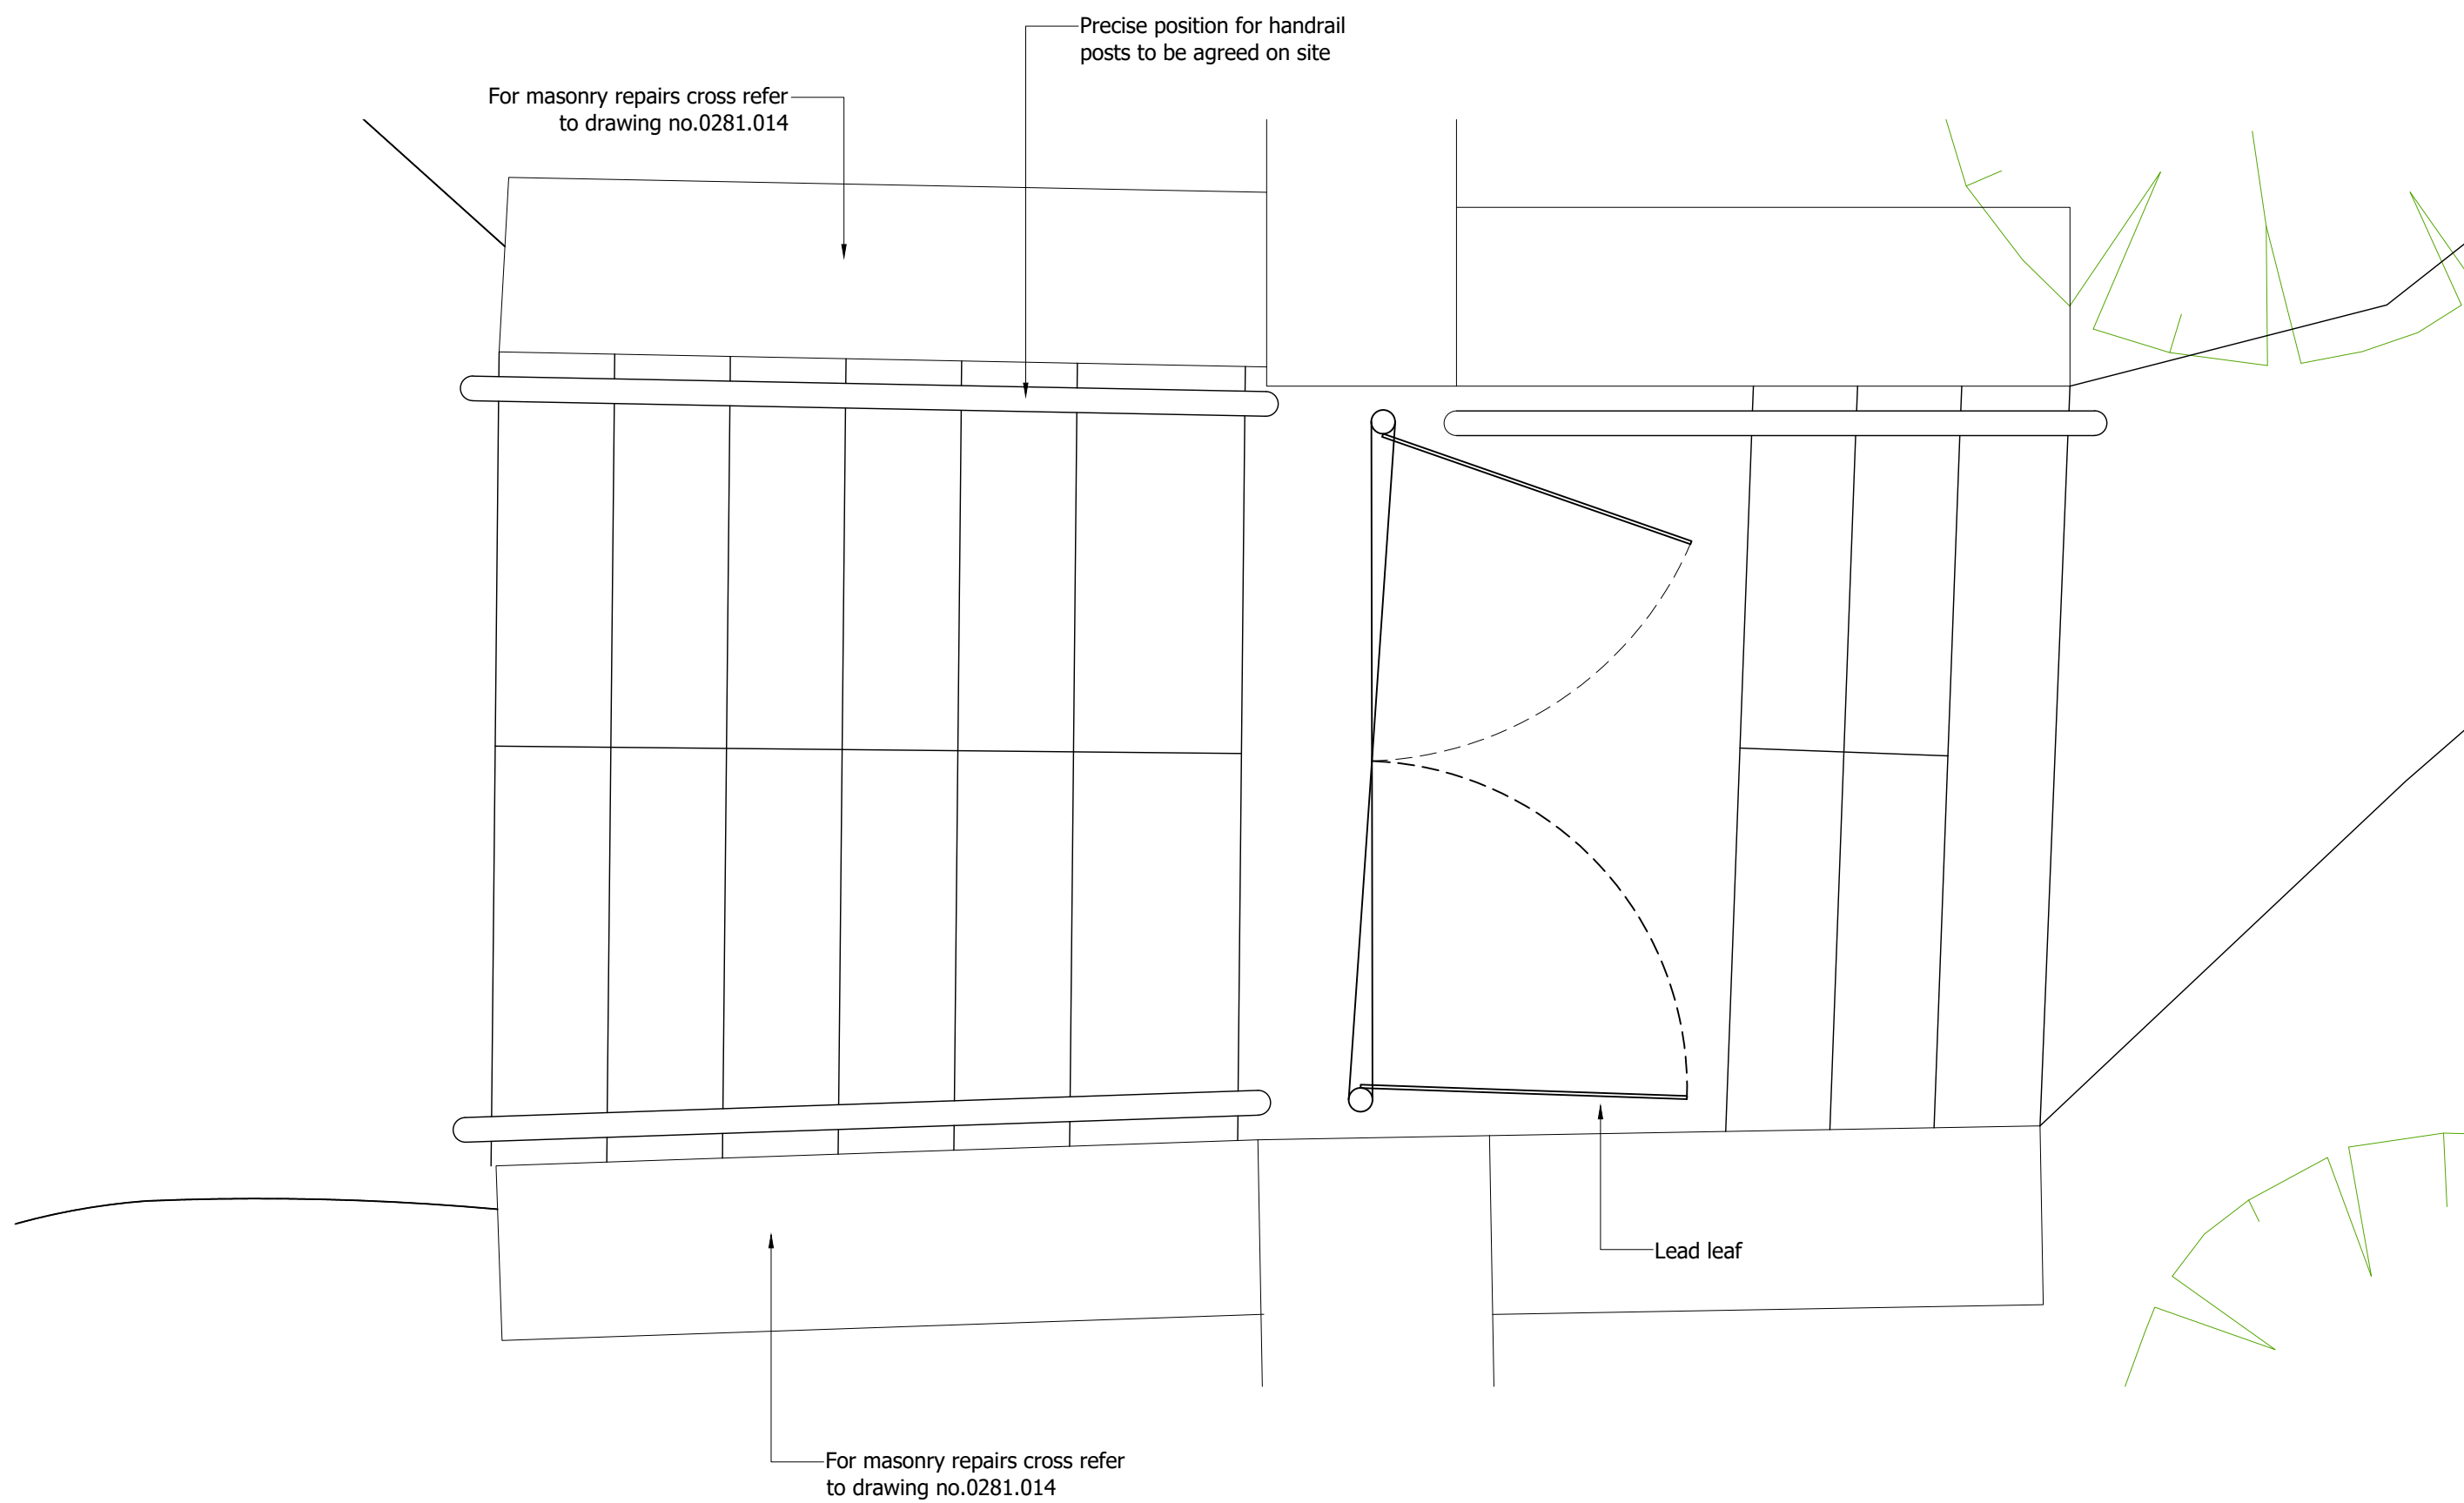 Precise position for handrail
posts to be agreed on site
For masonry repairs cross refer
to drawing no.0281.014
Lead leaf
For masonry repairs cross refer
to drawing no.0281.014